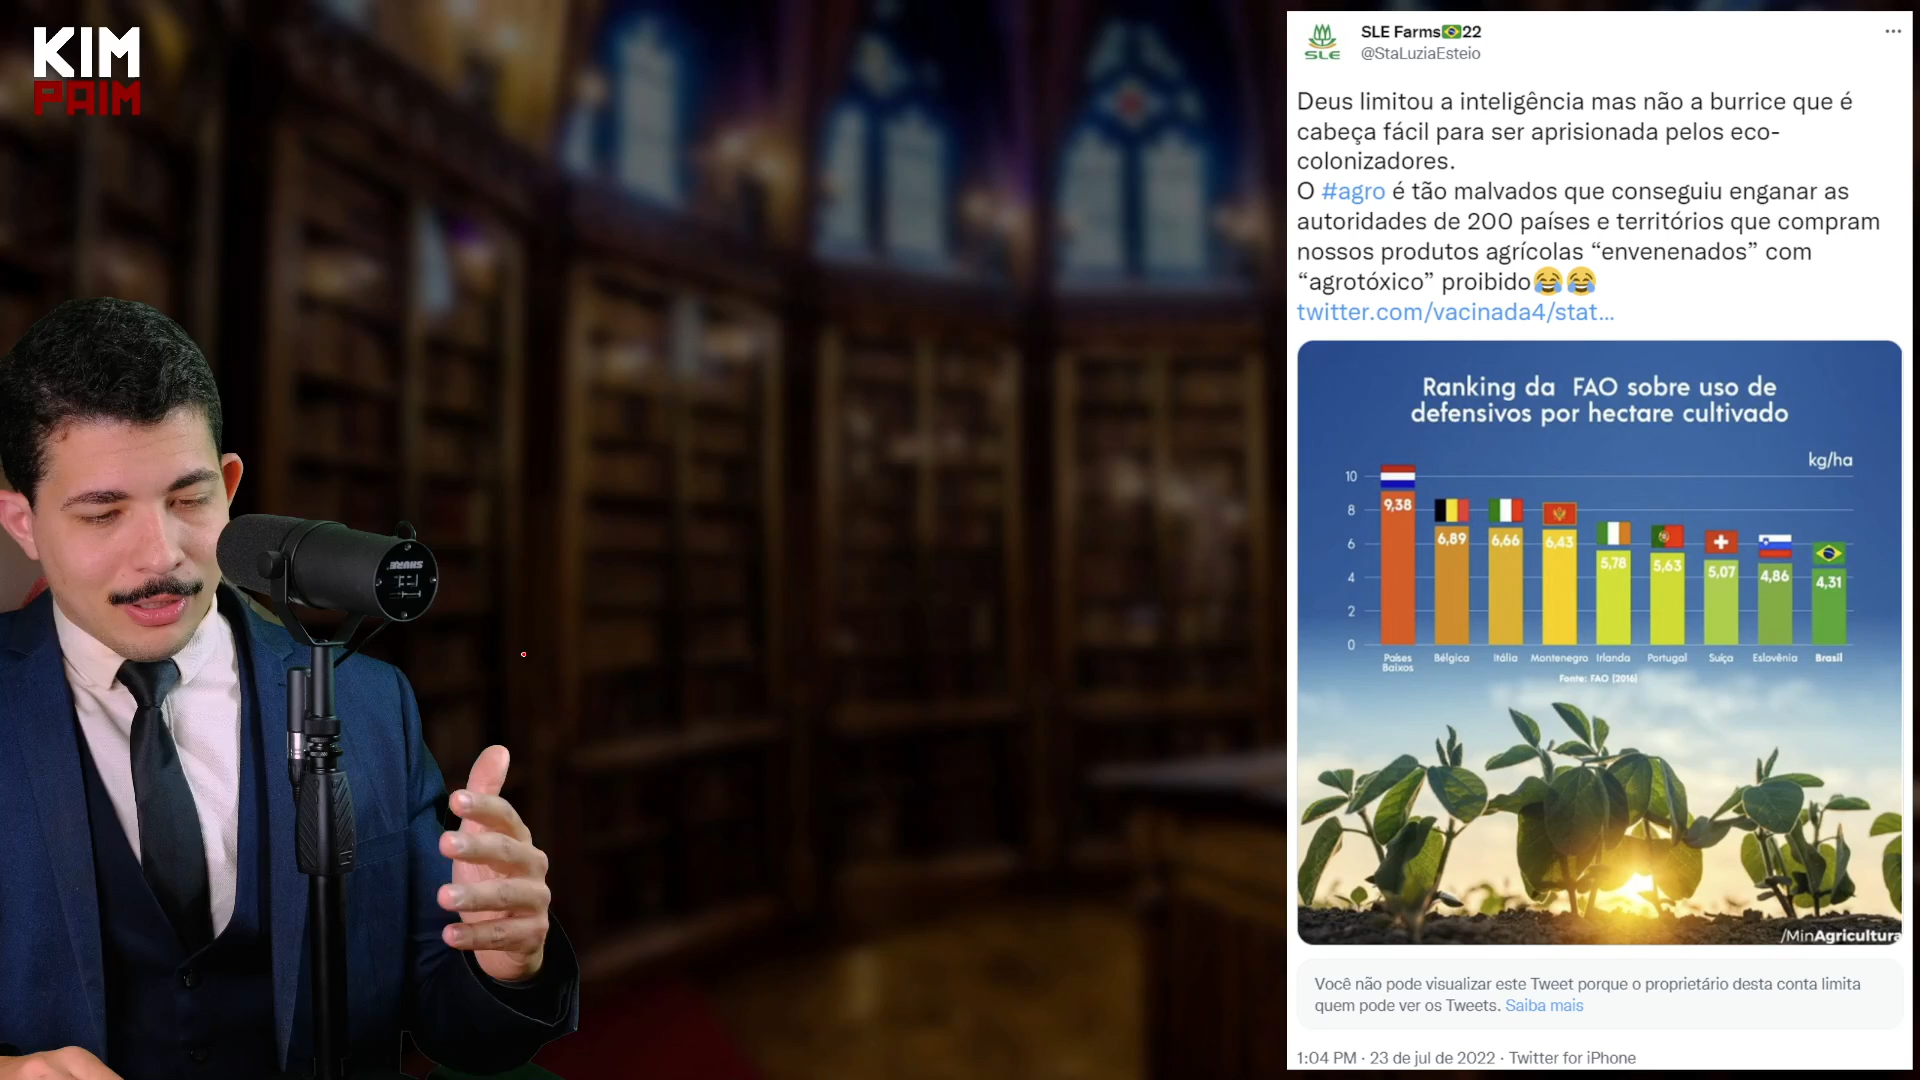 KIM
PAIM
SLE
SLE Farms🇧🇷22
@StaLuziaEsteio
Deus limitou a inteligência mas não a burrice que é
cabeça fácil para ser aprisionada pelos eco-
colonizadores.
O #agro é tão malvados que conseguiu enganar as
autoridades de 200 países e territórios que compram
nossos produtos agrícolas “envenenados” com
“agrotóxico” proibido😂😂
twitter.com/vacinada4/stat...
Ranking da FAO sobre uso de
defensivos por hectare cultivado
kg/ha
10
8
6
4
2
0
9,38
6,89
6,66
6,43
5,78
5,63
5,07
4,86
4,31
Países
Baixos
Bélgica
Itália
Montenegro
Irlanda
Portugal
Suíça
Eslovênia
Brasil
Fonte: FAO (2016)
/MinAgricultura
Você não pode visualizar este Tweet porque o proprietário desta conta limita
quem pode ver os Tweets. Saiba mais
1:04 PM · 23 de jul de 2022 · Twitter for iPhone
SHURE